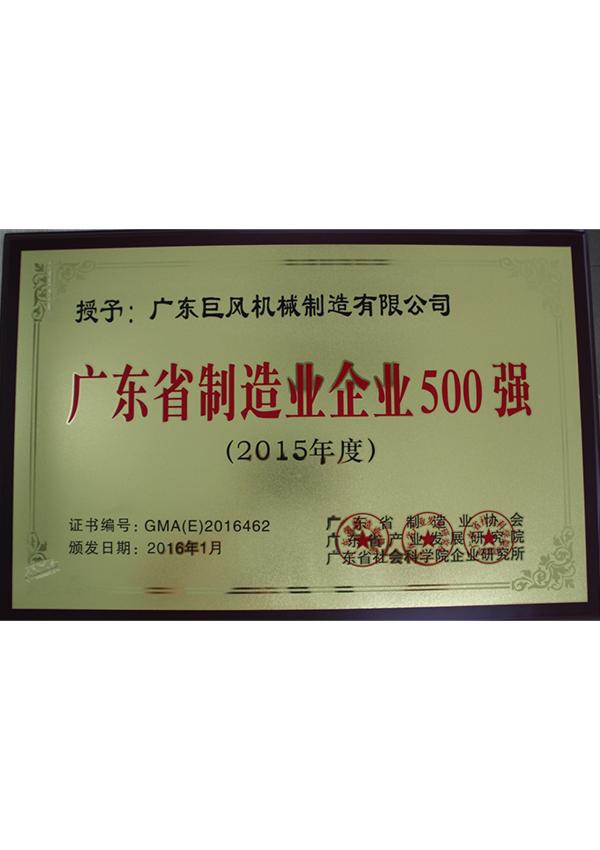 授予：广东巨风机械制造有限公司
广东省制造业企业500强
(2015年度)
证书编号：GMA(E)2016462
颁发日期：2016年1月
广东省制造业协会
广东省产业发展研究院
广东省社会科学院企业研究所